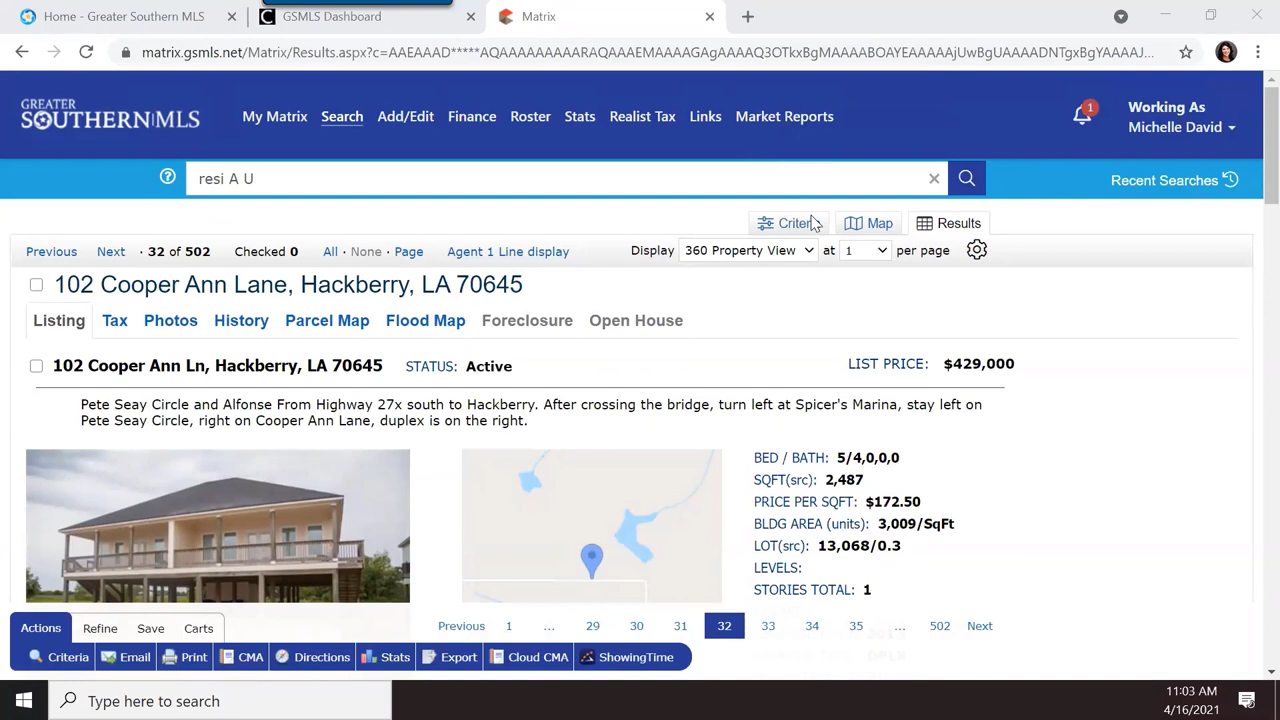 Home - Greater Southern MLS
GSMLS Dashboard
Matrix
matrix.gsmls.net/Matrix/Results.aspx?c=AAEAAAD*****AQAAAAAAAAARAQAAAEMAAAAGAgAAAAQ3OTkxBgMAAAABOAYEAAAAAjUwBgUAAAADNTgxBgYAAAAJ...
GREATER
SOUTHERN MLS
My Matrix Search Add/Edit Finance Roster Stats Realist Tax Links Market Reports
1
Working As
Michelle David
resi A U
Recent Searches
Map Results
Previous Next · 32 of 502 Checked 0 All · None · Page Agent 1 Line display Display 360 Property View at 1 per page
102 Cooper Ann Lane, Hackberry, LA 70645
Listing Tax Photos History Parcel Map Flood Map Foreclosure Open House
102 Cooper Ann Ln, Hackberry, LA 70645 STATUS: Active LIST PRICE: $429,000
Pete Seay Circle and Alfonse From Highway 27x south to Hackberry. After crossing the bridge, turn left at Spicer's Marina, stay left on
Pete Seay Circle, right on Cooper Ann Lane, duplex is on the right.
BED / BATH: 5/4,0,0,0
SQFT(src): 2,487
PRICE PER SQFT: $172.50
BLDG AREA (units): 3,009/SqFt
LOT(src): 13,068/0.3
LEVELS:
STORIES TOTAL: 1
Actions Refine Save Carts
Previous 1 ... 29 30 31 32 33 34 35 ... 502 Next
Criteria Email Print CMA Directions Stats Export Cloud CMA ShowingTime
Type here to search
11:03 AM
4/16/2021